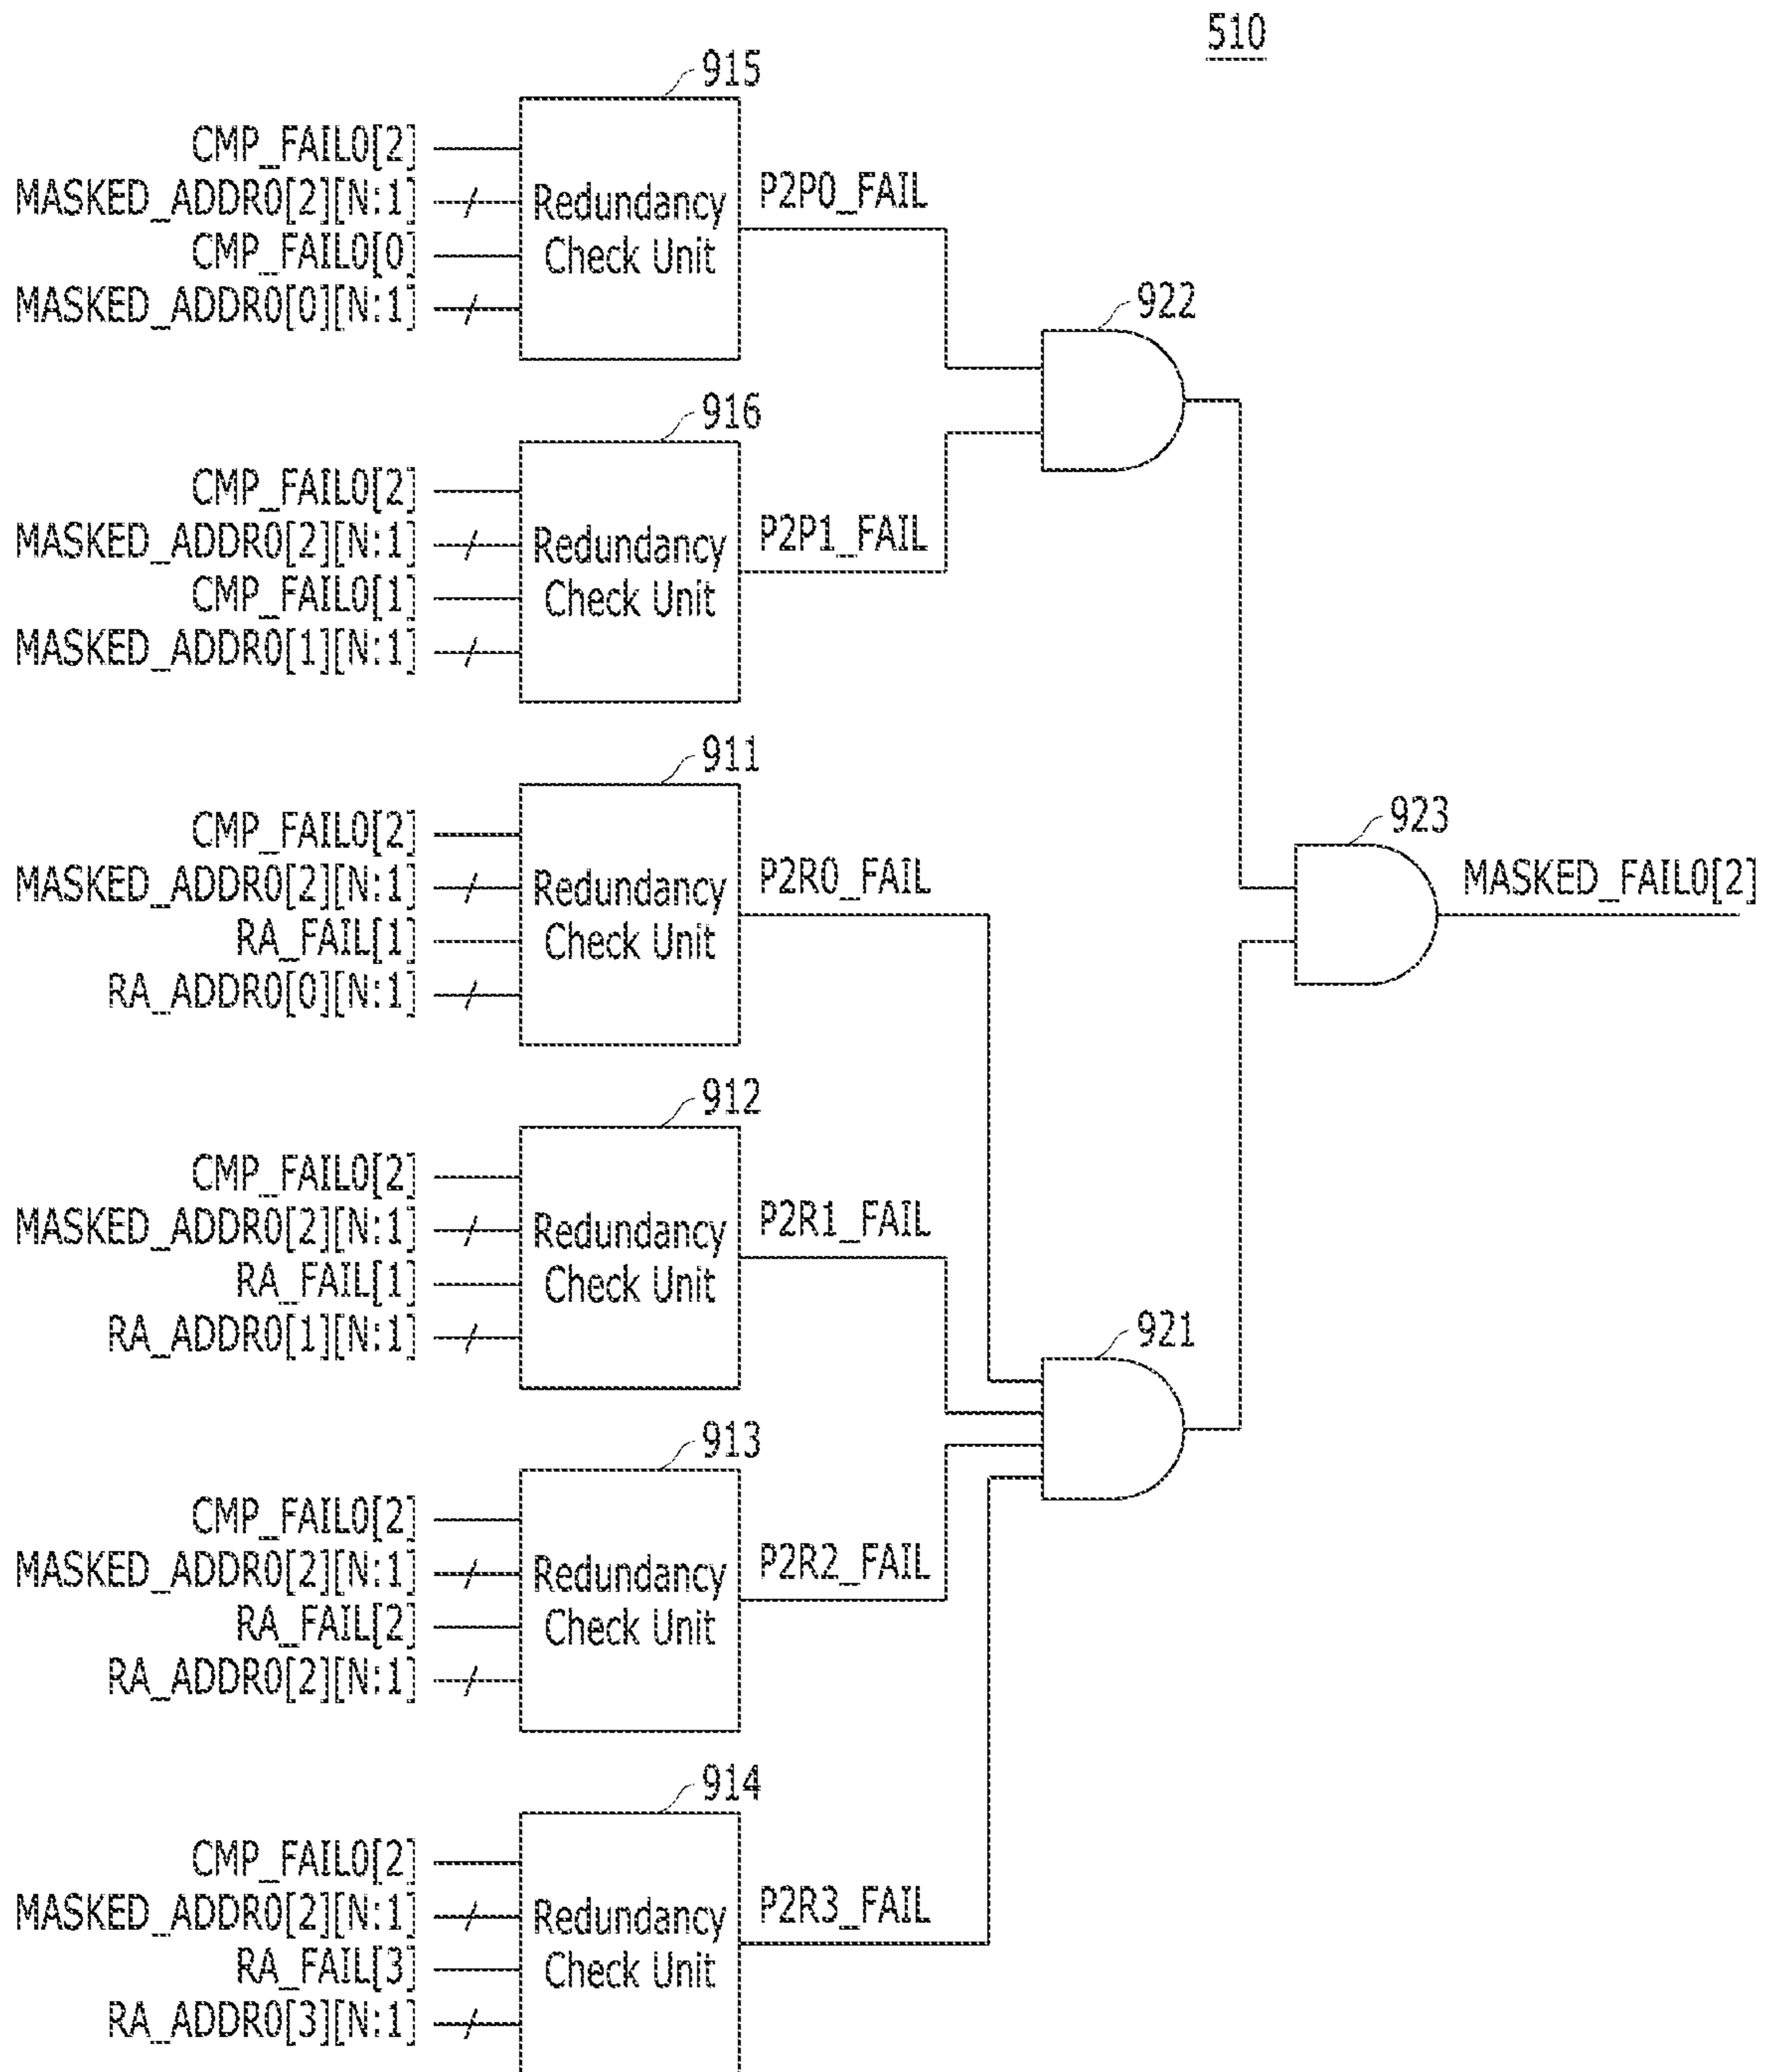 510
915
CMP_FAIL0[2]
MASKED_ADDR0[2][N:1]
CMP_FAIL0[0]
MASKED_ADDR0[0][N:1]
Redundancy
Check Unit
P2P0_FAIL
922
916
CMP_FAIL0[2]
MASKED_ADDR0[2][N:1]
CMP_FAIL0[1]
MASKED_ADDR0[1][N:1]
Redundancy
Check Unit
P2P1_FAIL
911
CMP_FAIL0[2]
MASKED_ADDR0[2][N:1]
RA_FAIL[1]
RA_ADDR0[0][N:1]
Redundancy
Check Unit
P2R0_FAIL
923
MASKED_FAIL0[2]
912
CMP_FAIL0[2]
MASKED_ADDR0[2][N:1]
RA_FAIL[1]
RA_ADDR0[1][N:1]
Redundancy
Check Unit
P2R1_FAIL
921
913
CMP_FAIL0[2]
MASKED_ADDR0[2][N:1]
RA_FAIL[2]
RA_ADDR0[2][N:1]
Redundancy
Check Unit
P2R2_FAIL
914
CMP_FAIL0[2]
MASKED_ADDR0[2][N:1]
RA_FAIL[3]
RA_ADDR0[3][N:1]
Redundancy
Check Unit
P2R3_FAIL